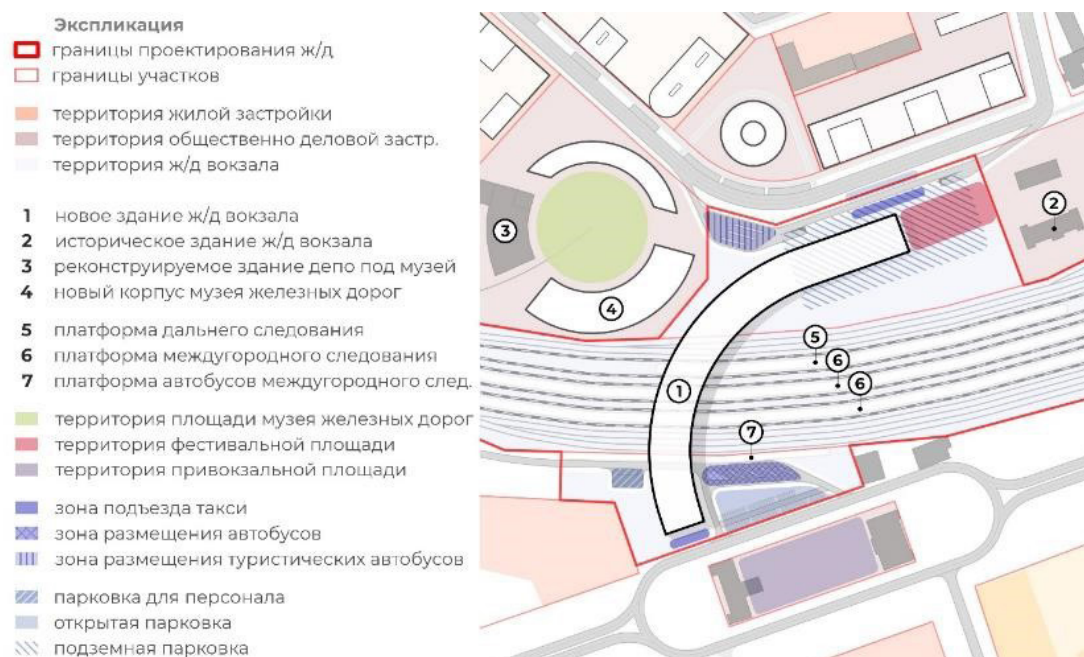 Экспликация
границы проектирования ж/д
границы участков
территория жилой застройки
территория общественно деловой застр.
территория ж/д вокзала
1 новое здание ж/д вокзала
2 историческое здание ж/д вокзала
3 реконструируемое здание депо под музей
4 новый корпус музея железных дорог
5 платформа дальнего следования
6 платформа междугородного следования
7 платформа автобусов междугородного след.
территория площади музея железных дорог
территория фестивальной площади
территория привокзальной площади
зона подъезда такси
зона размещения автобусов
зона размещения туристических автобусов
парковка для персонала
открытая парковка
подземная парковка
2
3
4
5
6
1
6
7